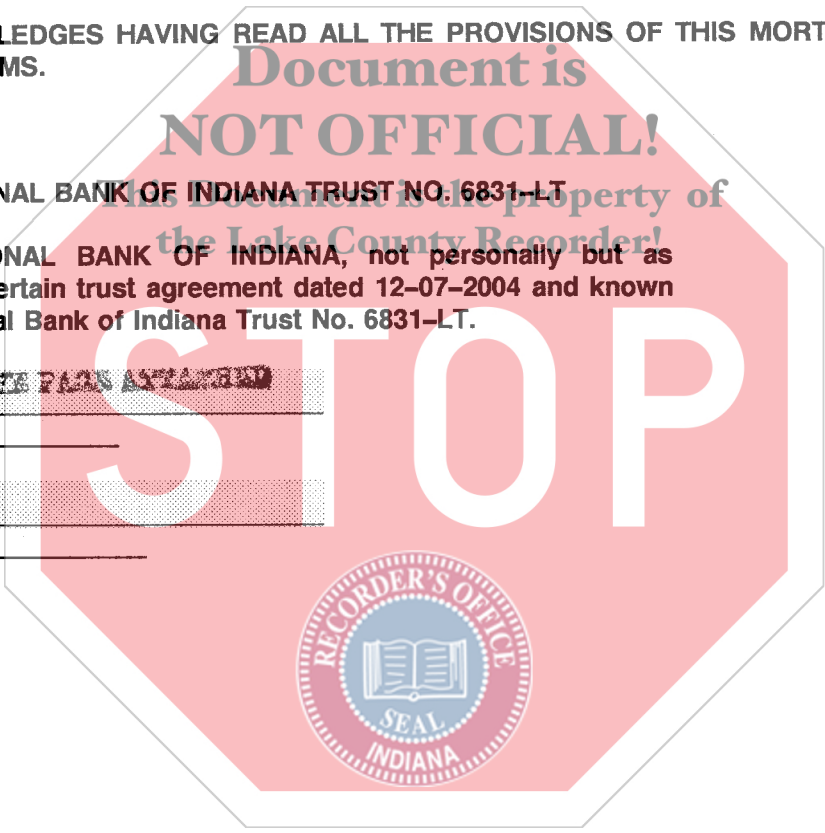 LEDGES HAVING READ ALL THE PROVISIONS OF THIS MORT
MS.
Document is
NOT OFFICIAL!
NAL BANK OF INDIANA TRUST NO. 6831–LT
This Document is the property of
the Lake County Recorder!
ONAL BANK OF INDIANA, not personally but as
ertain trust agreement dated 12–07–2004 and known
al Bank of Indiana Trust No. 6831–LT.
ATTACHED
STOP
RECORDER'S OFFICE
SEAL
INDIANA